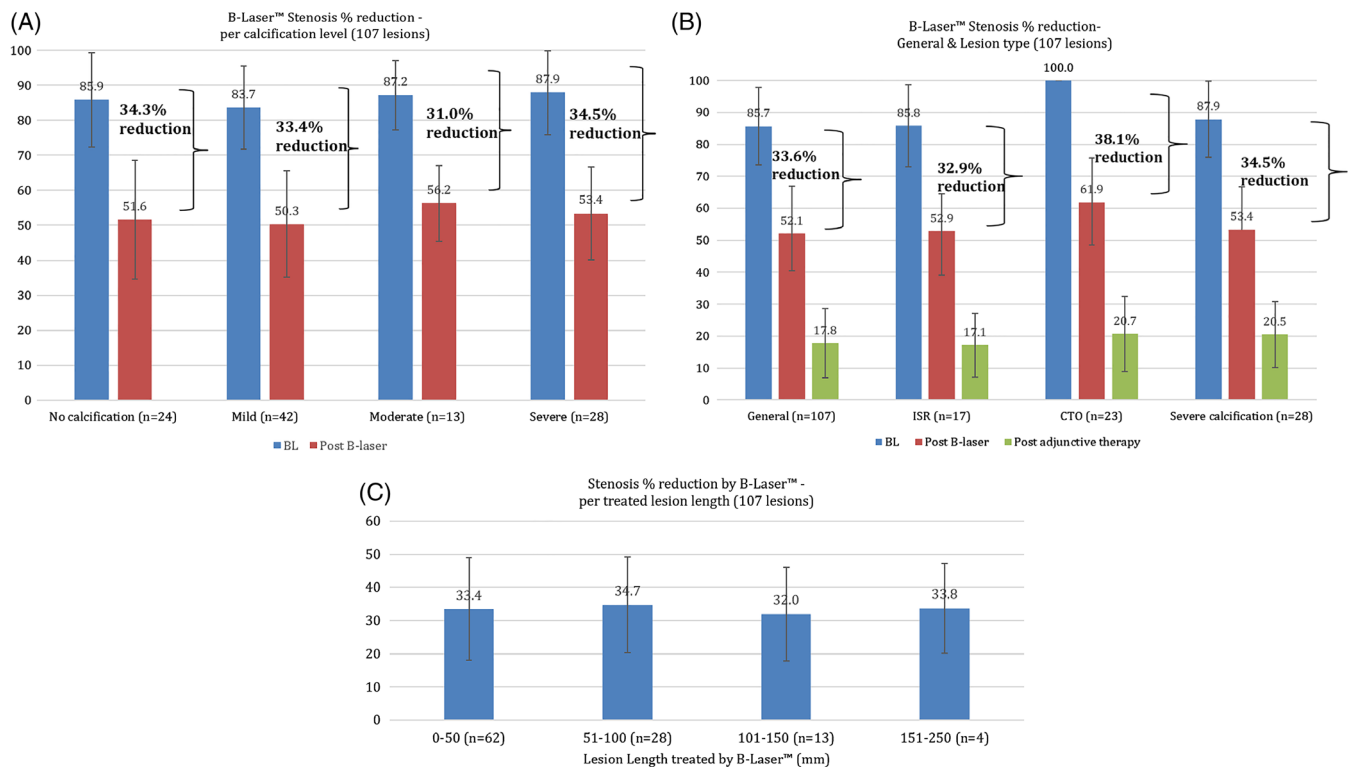 (A)
B-Laser™ Stenosis % reduction -
per calcification level (107 lesions)
100
90
80
70
60
50
40
30
20
10
0
85.9
51.6
34.3%
reduction
83.7
50.3
33.4%
reduction
87.2
56.2
31.0%
reduction
87.9
53.4
34.5%
reduction
No calcification (n=24)
Mild (n=42)
Moderate (n=13)
Severe (n=28)
BL
Post B-laser
(B)
B-Laser™ Stenosis % reduction-
General & Lesion type (107 lesions)
100
90
80
70
60
50
40
30
20
10
0
85.7
52.1
17.8
33.6%
reduction
85.8
52.9
17.1
32.9%
reduction
100.0
61.9
20.7
38.1%
reduction
87.9
53.4
20.5
34.5%
reduction
General (n=107)
ISR (n=17)
CTO (n=23)
Severe calcification (n=28)
BL
Post B-laser
Post adjunctive therapy
(C)
Stenosis % reduction by B-Laser™ -
per treated lesion length (107 lesions)
60
50
40
30
20
10
0
33.4
34.7
32.0
33.8
0-50 (n=62)
51-100 (n=28)
101-150 (n=13)
151-250 (n=4)
Lesion Length treated by B-Laser™ (mm)